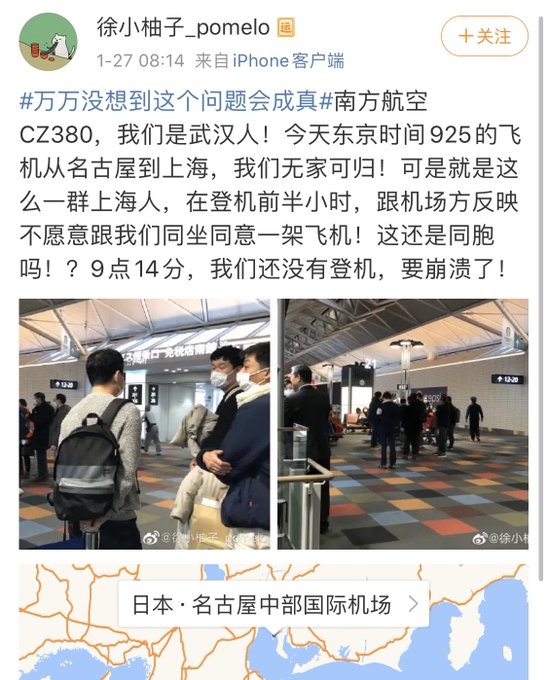 徐小柚子_pomelo 运
+关注
1-27 08:14 来自iPhone客户端
#万万没想到这个问题会成真#南方航空
CZ380，我们是武汉人！今天东京时间925的飞
机从名古屋到上海，我们无家可归！可是就是这
么一群上海人，在登机前半小时，跟机场方反映
不愿意跟我们同坐同意一架飞机！这还是同胞
吗！？9点14分，我们还没有登机，要崩溃了！
免税店南
12-20
21
12-20
@徐小柚子_pomelo
@徐小柚
日本·名古屋中部国际机场